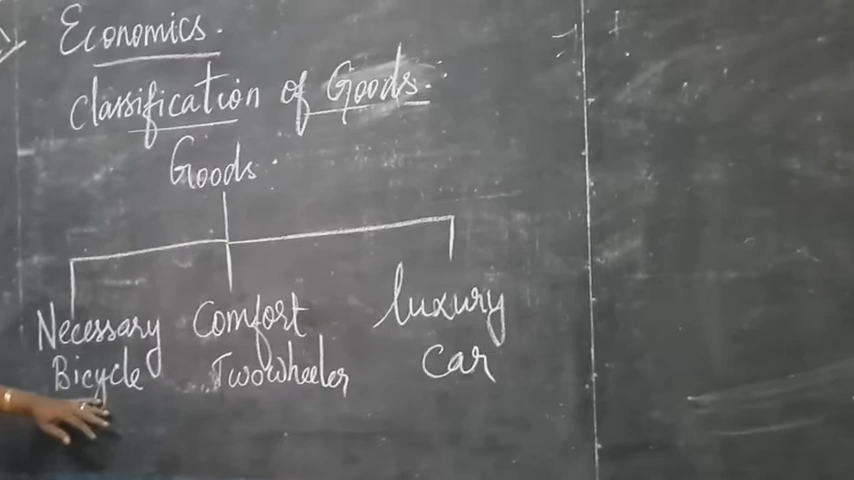 Economics.
Classification of Goods.
Goods.
Necessary Comfort Luxury
Bicycle Twowheeler Car